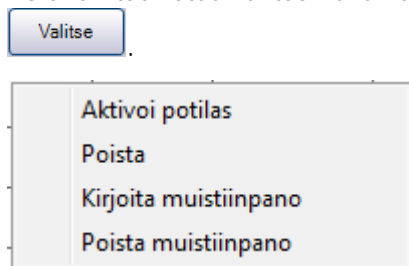 Valitse
.
Aktivoi potilas
Poista
Kirjoita muistiinpano
Poista muistiinpano